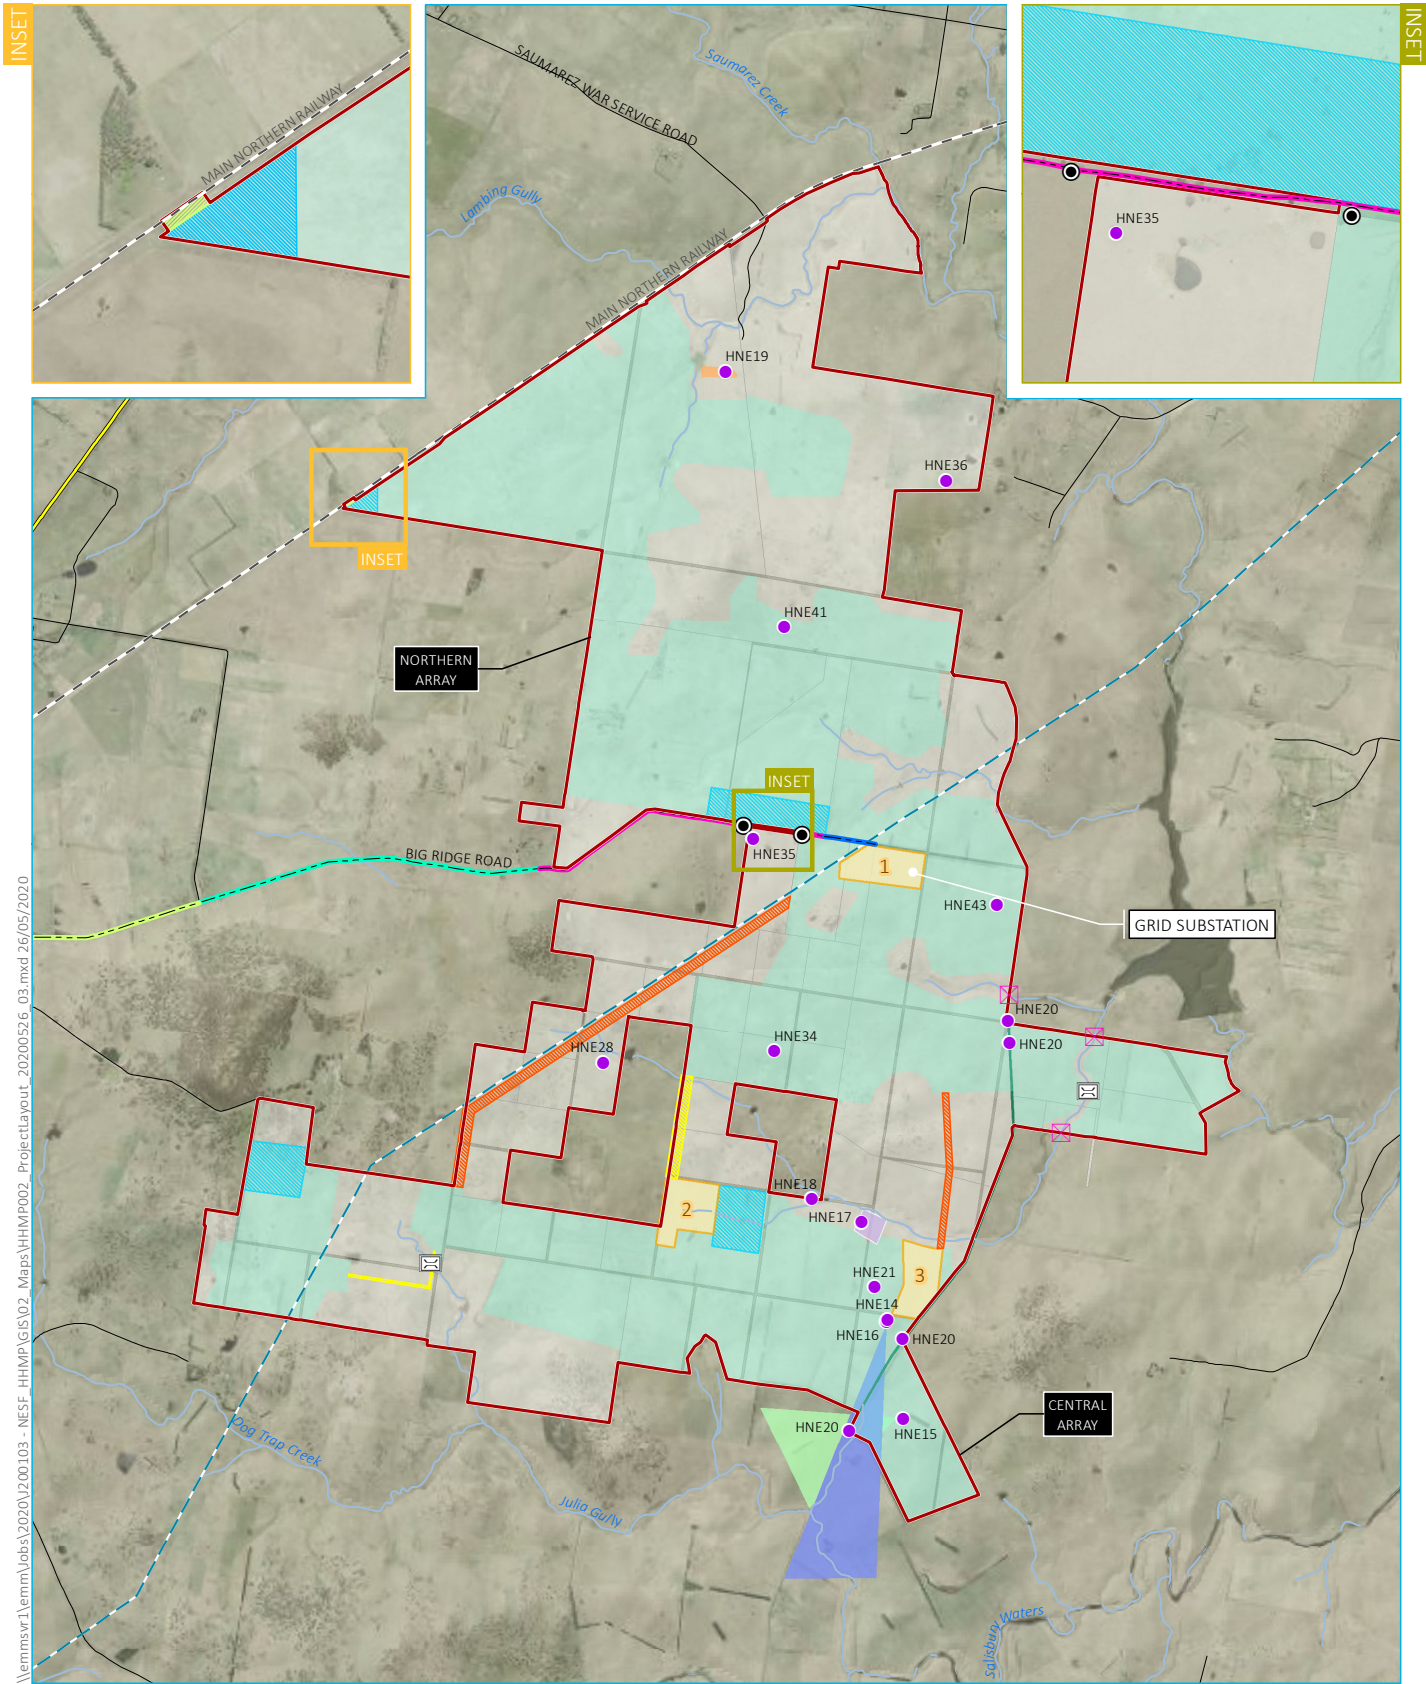 INSET
INSET
MAIN NORTHERN RAILWAY
SAUMAREZ WAR SERVICE ROAD
Saumarez Creek
Lambing Gully
MAIN NORTHERN RAILWAY
HNE35
HNE19
HNE36
INSET
HNE41
NORTHERN
ARRAY
INSET
HNE35
BIG RIDGE ROAD
1
HNE43
GRID SUBSTATION
HNE20
HNE20
HNE34
HNE28
HNE18
2
HNE17
HNE21
3
HNE14
HNE16
HNE20
HNE20
HNE15
CENTRAL
ARRAY
Dog Trap Creek
Julia Gully
Salisbury Waters
\\emmsvr1\emm\Jobs\2020\J200103 - NESF_HHMP\GIS\02_Maps\HHMP002_ProjectLayout_20200526_03.mxd 26/05/2020